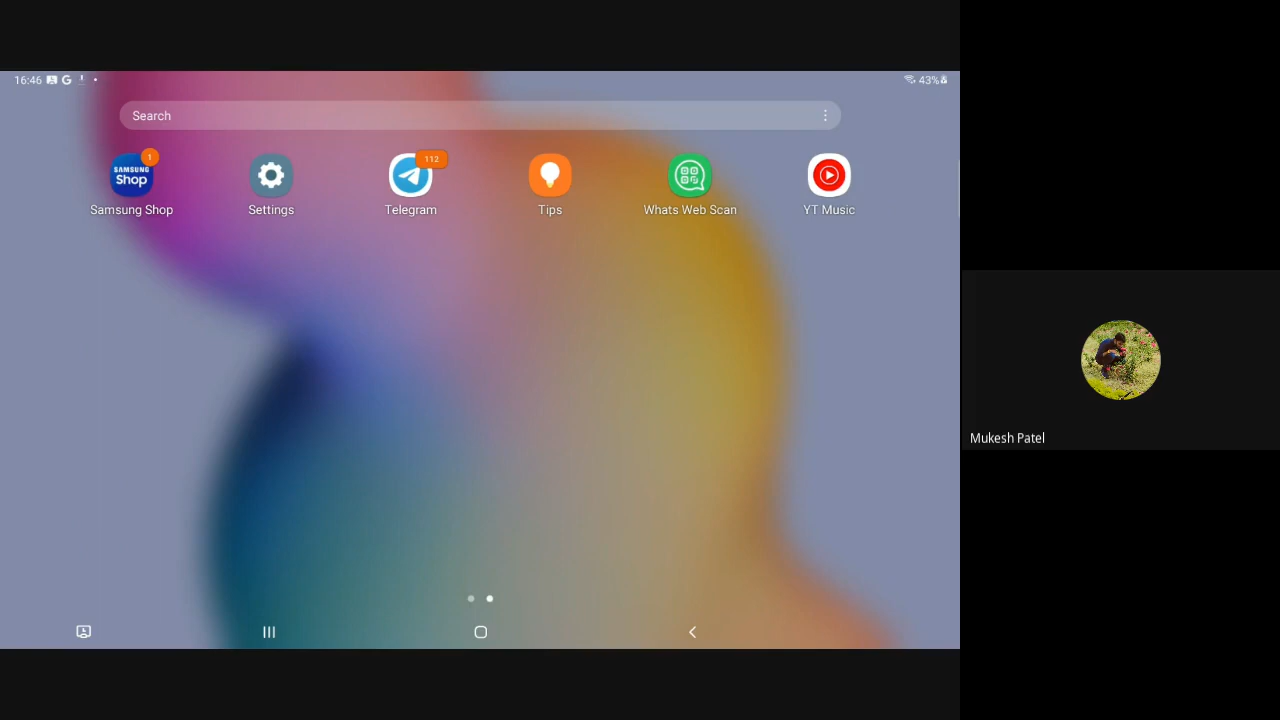 16:46
43%
Search
1
112
SAMSUNG
Shop
Samsung Shop
Settings
Telegram
Tips
Whats Web Scan
YT Music
Mukesh Patel